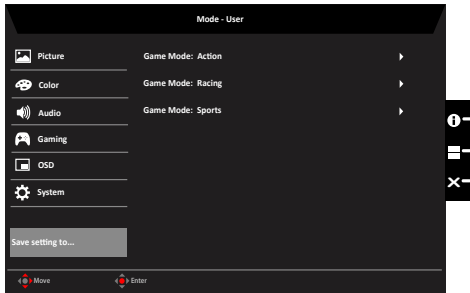 Mode - User
Picture
Game Mode: Action
Color
Game Mode: Racing
Audio
Game Mode: Sports
Gaming
OSD
System
Save setting to...
Move
Enter